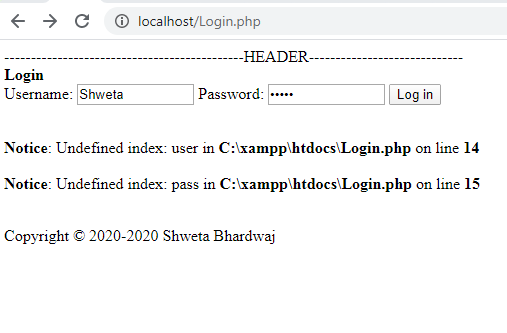 localhost/Login.php
---------------------------------------------HEADER-----------------------------
Login
Username: Shweta Password: ••••• Log in
Notice: Undefined index: user in C:\xampp\htdocs\Login.php on line 14
Notice: Undefined index: pass in C:\xampp\htdocs\Login.php on line 15
Copyright © 2020-2020 Shweta Bhardwaj